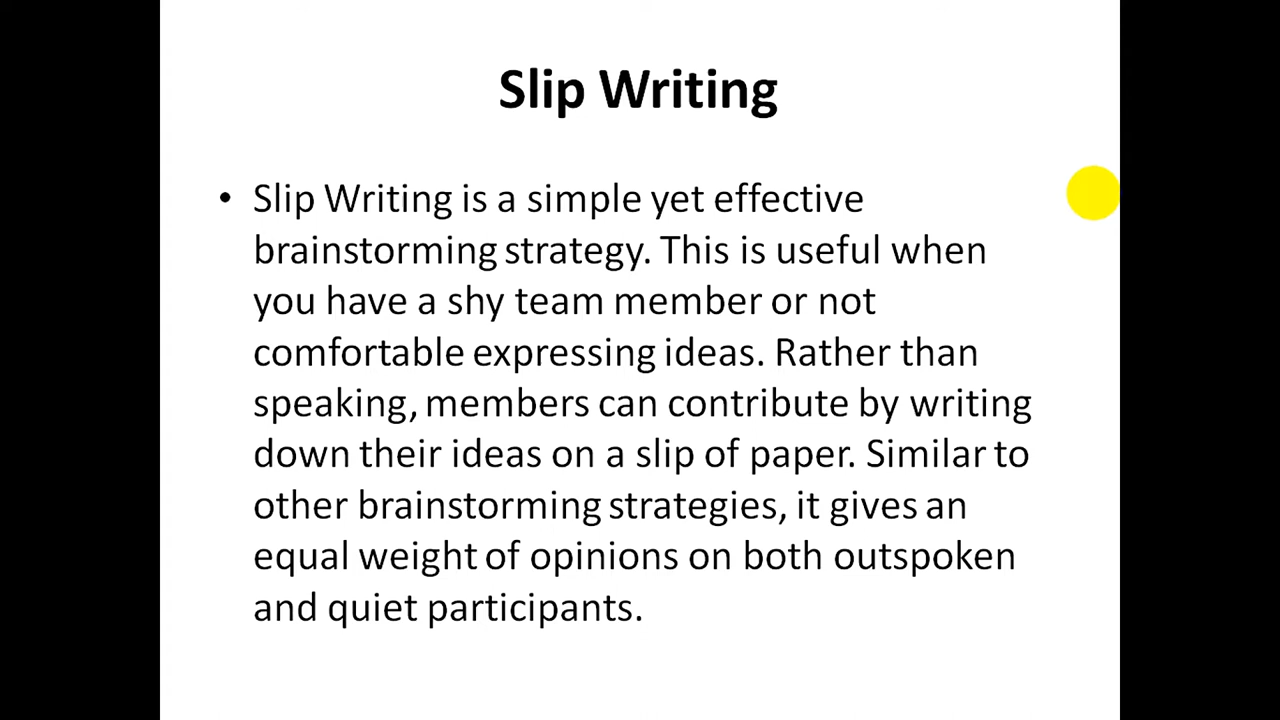 Slip Writing
• Slip Writing is a simple yet effective
brainstorming strategy. This is useful when
you have a shy team member or not
comfortable expressing ideas. Rather than
speaking, members can contribute by writing
down their ideas on a slip of paper. Similar to
other brainstorming strategies, it gives an
equal weight of opinions on both outspoken
and quiet participants.